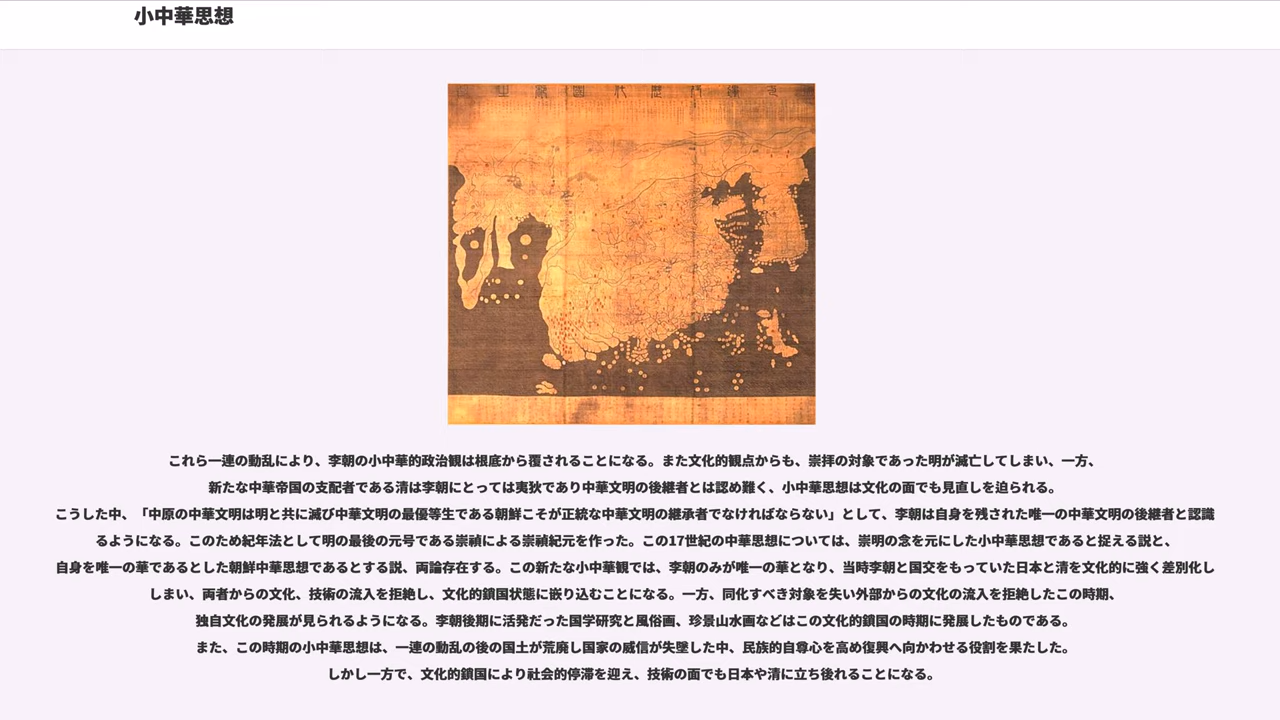 小中華思想
これら一連の動乱により、李朝の小中華的政治観は根底から覆されることになる。また文化的観点からも、崇拝の対象であった明が滅亡してしまい、一方、
新たな中華帝国の支配者である清は李朝にとっては夷狄であり中華文明の後継者とは認め難く、小中華思想は文化の面でも見直しを迫られる。
こうした中、「中原の中華文明は明と共に滅び中華文明の最優等生である朝鮮こそが正統な中華文明の継承者でなければならない」として、李朝は自身を残された唯一の中華文明の後継者と認識
るようになる。このため紀年法として明の最後の元号である崇禎による崇禎紀元を作った。この17世紀の中華思想については、崇明の念を元にした小中華思想であると捉える説と、
自身を唯一の華であるとした朝鮮中華思想であるとする説、両論存在する。この新たな小中華観では、李朝のみが唯一の華となり、当時李朝と国交をもっていた日本と清を文化的に強く差別化し
しまい、両者からの文化、技術の流入を拒絶し、文化的鎖国状態に嵌り込むことになる。一方、同化すべき対象を失い外部からの文化の流入を拒絶したこの時期、
独自文化の発展が見られるようになる。李朝後期に活発だった国学研究と風俗画、珍景山水画などはこの文化的鎖国の時期に発展したものである。
また、この時期の小中華思想は、一連の動乱の後の国土が荒廃し国家の威信が失墜した中、民族的自尊心を高め復興へ向かわせる役割を果たした。
しかし一方で、文化的鎖国により社会的停滞を迎え、技術の面でも日本や清に立ち後れることになる。